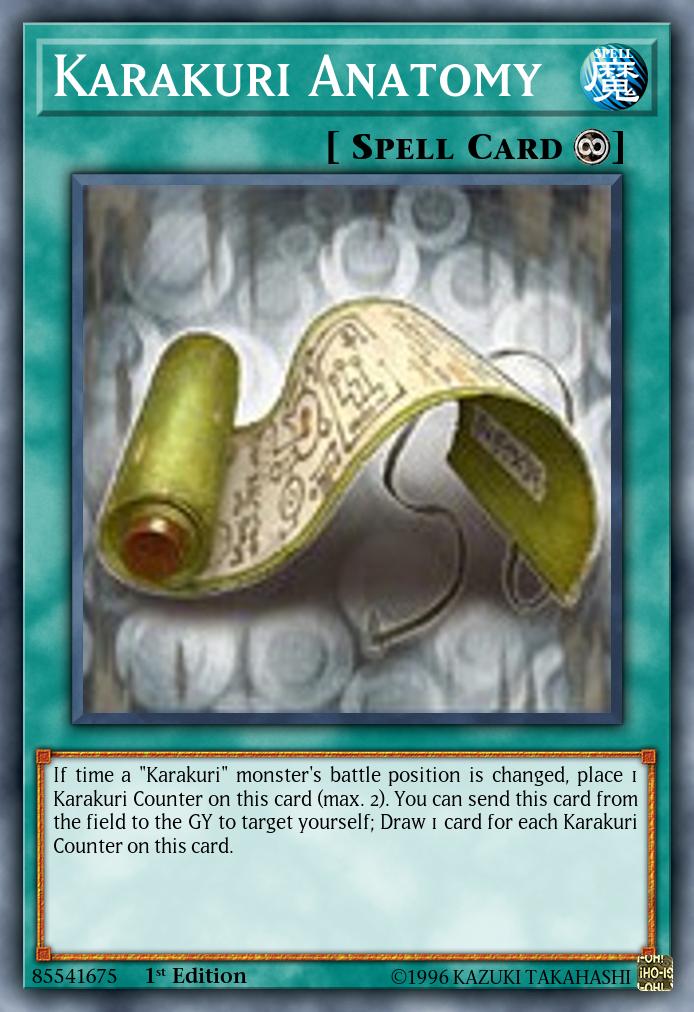 KARAKURI ANATOMY
SPELL
魔
[ SPELL CARD ]
If time a "Karakuri" monster's battle position is changed, place 1
Karakuri Counter on this card (max. 2). You can send this card from
the field to the GY to target yourself; Draw 1 card for each Karakuri
Counter on this card.
85541675
1st Edition
©1996 KAZUKI TAKAHASHI